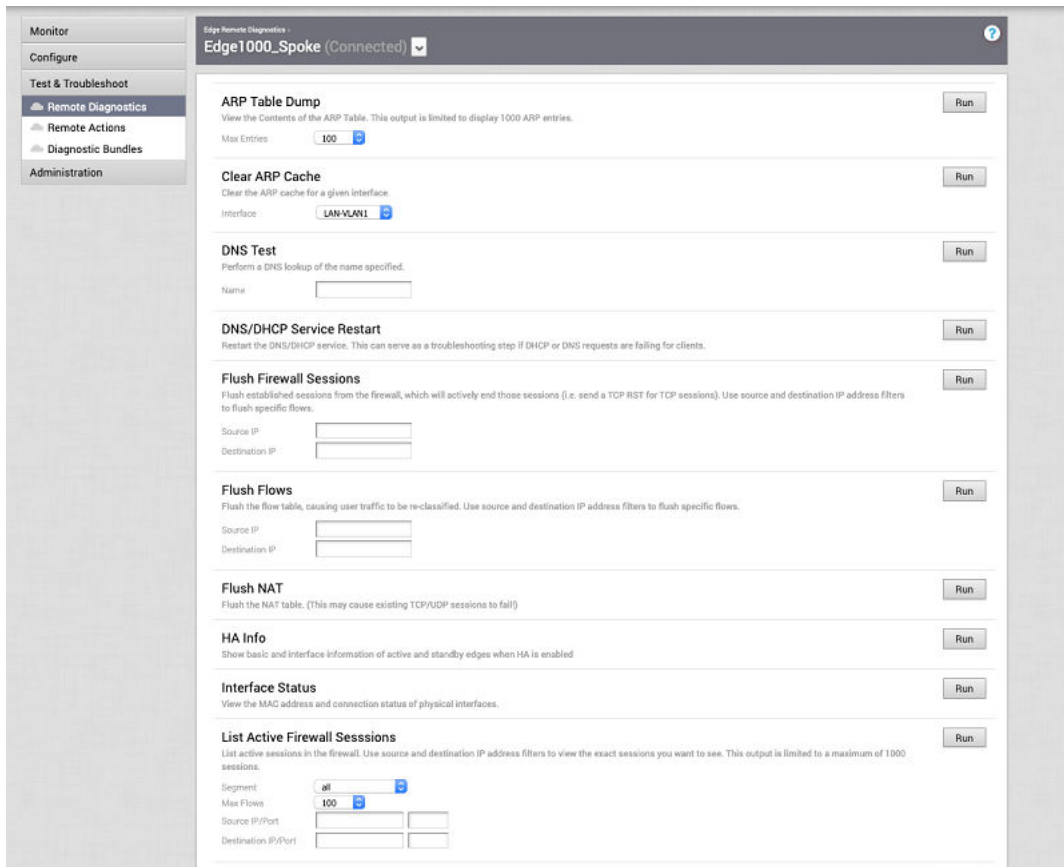 Monitor
Configure
Test & Troubleshoot
Remote Diagnostics
Remote Actions
Diagnostic Bundles
Administration
Edge Remote Diagnostics
Edge1000_Spoke (Connected)
?
ARP Table Dump
Run
View the Contents of the ARP Table. This output is limited to display 1000 ARP entries.
Max Entries 100
Clear ARP Cache
Run
Clear the ARP cache for a given interface.
Interface LAN-VLAN1
DNS Test
Run
Perform a DNS lookup of the name specified.
Name
DNS/DHCP Service Restart
Run
Restart the DNS/DHCP service. This can serve as a troubleshooting step if DHCP or DNS requests are failing for clients.
Flush Firewall Sessions
Run
Flush established sessions from the firewall, which will actively end those sessions (i.e. send a TCP RST for TCP sessions). Use source and destination IP address filters
to flush specific flows.
Source IP
Destination IP
Flush Flows
Run
Flush the flow table, causing user traffic to be re-classified. Use source and destination IP address filters to flush specific flows.
Source IP
Destination IP
Flush NAT
Run
Flush the NAT table. (This may cause existing TCP/UDP sessions to fail!)
HA Info
Run
Show basic and interface information of active and standby edges when HA is enabled
Interface Status
Run
View the MAC address and connection status of physical interfaces.
List Active Firewall Sesssions
Run
List active sessions in the firewall. Use source and destination IP address filters to view the exact sessions you want to see. This output is limited to a maximum of 1000
sessions.
Segment all
Max Flows 100
Source IP/Port
Destination IP/Port